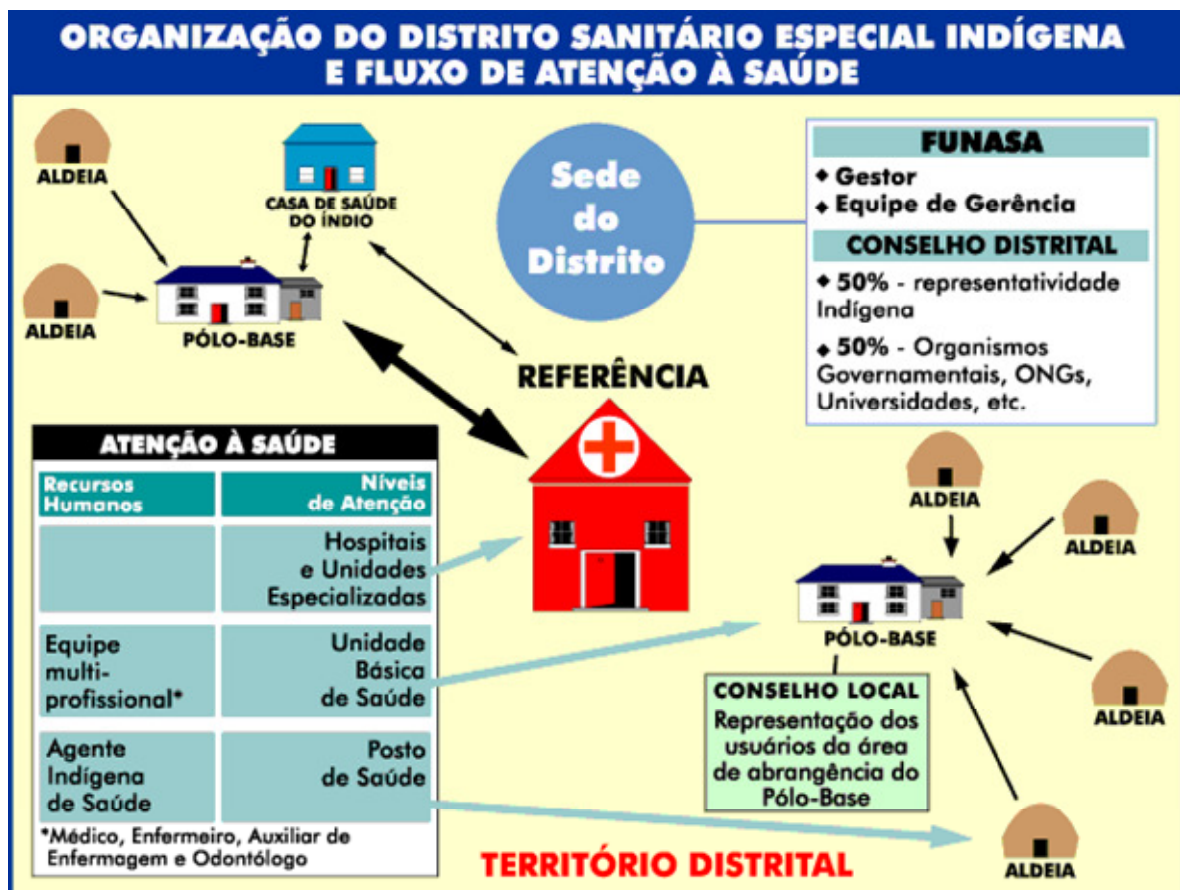 ORGANIZAÇÃO DO DISTRITO SANITÁRIO ESPECIAL INDÍGENA
E FLUXO DE ATENÇÃO À SAÚDE
ALDEIA
CASA DE SAÚDE
DO ÍNDIO
ALDEIA
PÓLO-BASE
Sede
do
Distrito
FUNASA
◆ Gestor
◆ Equipe de Gerência
CONSELHO DISTRITAL
◆ 50% - representatividade
Indígena
◆ 50% - Organismos
Governamentais, ONGs,
Universidades, etc.
REFERÊNCIA
ATENÇÃO À SAÚDE
Recursos
Humanos
Níveis
de Atenção
Hospitais
e Unidades
Especializadas
Equipe
multi-
profissional*
Unidade
Básica
de Saúde
Agente
Indígena
de Saúde
Posto
de Saúde
*Médico, Enfermeiro, Auxiliar de
Enfermagem e Odontólogo
ALDEIA
ALDEIA
PÓLO-BASE
ALDEIA
CONSELHO LOCAL
Representação dos
usuários da área
de abrangência do
Pólo-Base
ALDEIA
TERRITÓRIO DISTRITAL